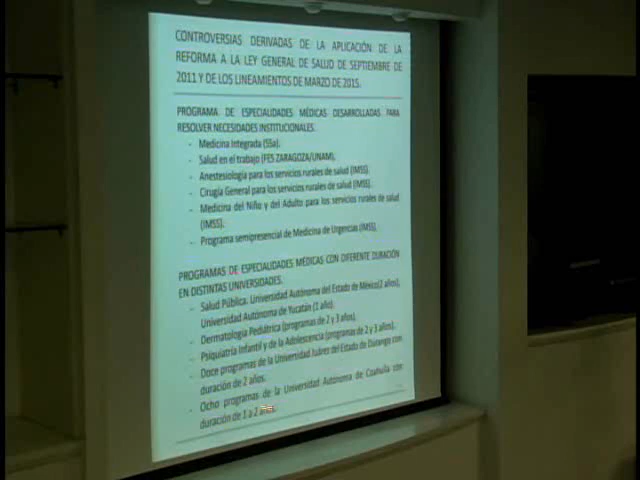 CONTROVERSIAS DERIVADAS DE LA APLICACIÓN DE LA
REFORMA A LA LEY GENERAL DE SALUD DE SEPTIEMBRE DE
2011 Y DE LOS LINEAMIENTOS DE MARZO DE 2015.
PROGRAMA DE ESPECIALIDADES MÉDICAS DESARROLLADAS PARA
RESOLVER NECESIDADES INSTITUCIONALES.
- Medicina Integrada (SSa).
- Salud en el trabajo (FES ZARAGOZA/UNAM).
- Anestesiología para los servicios rurales de salud (IMSS).
- Cirugía General para los servicios rurales de salud (IMSS).
- Medicina del Niño y del Adulto para los servicios rurales de salud
(IMSS).
- Programa semipresencial de Medicina de Urgencias (IMSS).
PROGRAMAS DE ESPECIALIDADES MÉDICAS CON DIFERENTE DURACIÓN
EN DISTINTAS UNIVERSIDADES.
- Salud Pública. Universidad Autónoma del Estado de México(2 años),
Universidad Autónoma de Yucatán (1 año).
- Dermatología Pediátrica (programas de 2 y 3 años).
- Psiquiatría Infantil y de la Adolescencia (programas de 2 y 3 años).
- Doce programas de la Universidad Juárez del Estado de Durango con
duración de 2 años.
- Ocho programas de la Universidad Autónoma de Coahuila con
duración de 1 a 2 años.